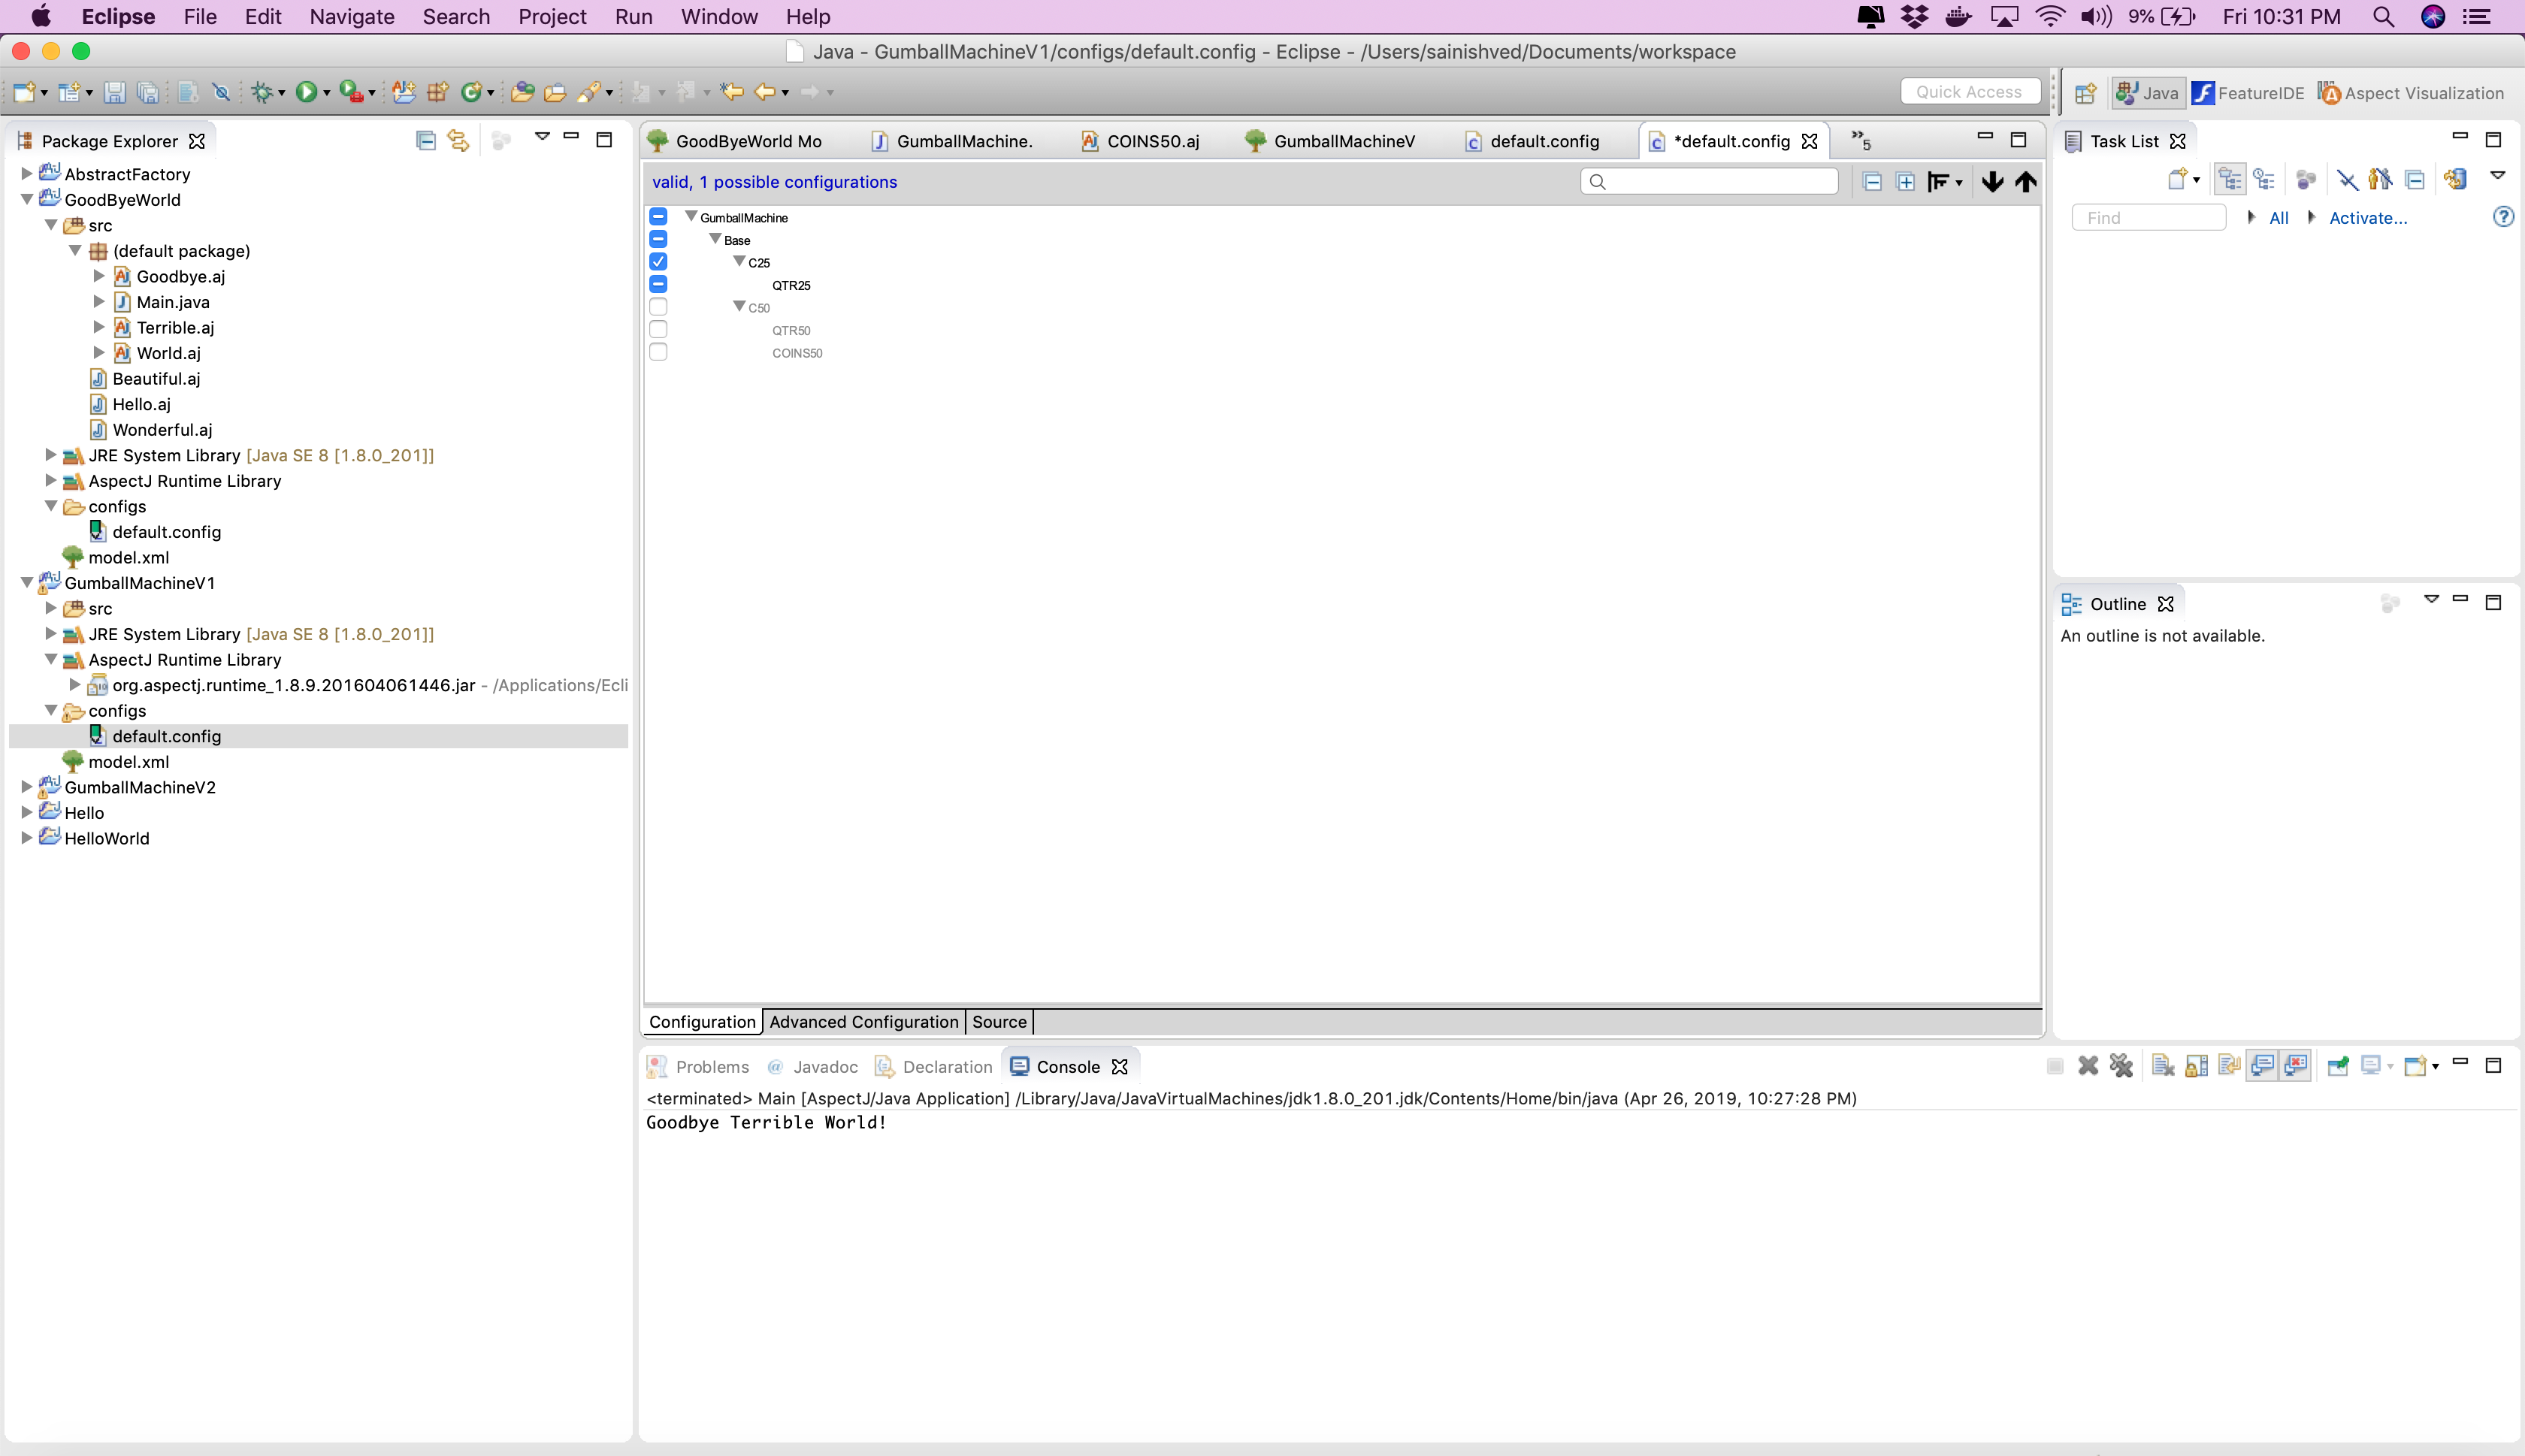 Eclipse File Edit Navigate Search Project Run Window Help 9% Fri 10:31 PM
Java - GumballMachineV1/configs/default.config - Eclipse - /Users/sainishved/Documents/workspace
Quick Access Java FeatureIDE Aspect Visualization
Package Explorer
AbstractFactory
GoodByeWorld
src
(default package)
Goodbye.aj
Main.java
Terrible.aj
World.aj
Beautiful.aj
Hello.aj
Wonderful.aj
JRE System Library [Java SE 8 [1.8.0_201]]
AspectJ Runtime Library
configs
default.config
model.xml
GumballMachineV1
src
JRE System Library [Java SE 8 [1.8.0_201]]
AspectJ Runtime Library
org.aspectj.runtime_1.8.9.201604061446.jar - /Applications/Ecli
configs
default.config
model.xml
GumballMachineV2
Hello
HelloWorld
GoodByeWorld Mo GumballMachine. COINS50.aj GumballMachineV default.config *default.config »5
valid, 1 possible configurations
GumballMachine
Base
C25
QTR25
C50
QTR50
COINS50
Configuration Advanced Configuration Source
Task List
Find All Activate...
Outline
An outline is not available.
Problems Javadoc Declaration Console
<terminated> Main [AspectJ/Java Application] /Library/Java/JavaVirtualMachines/jdk1.8.0_201.jdk/Contents/Home/bin/java (Apr 26, 2019, 10:27:28 PM)
Goodbye Terrible World!